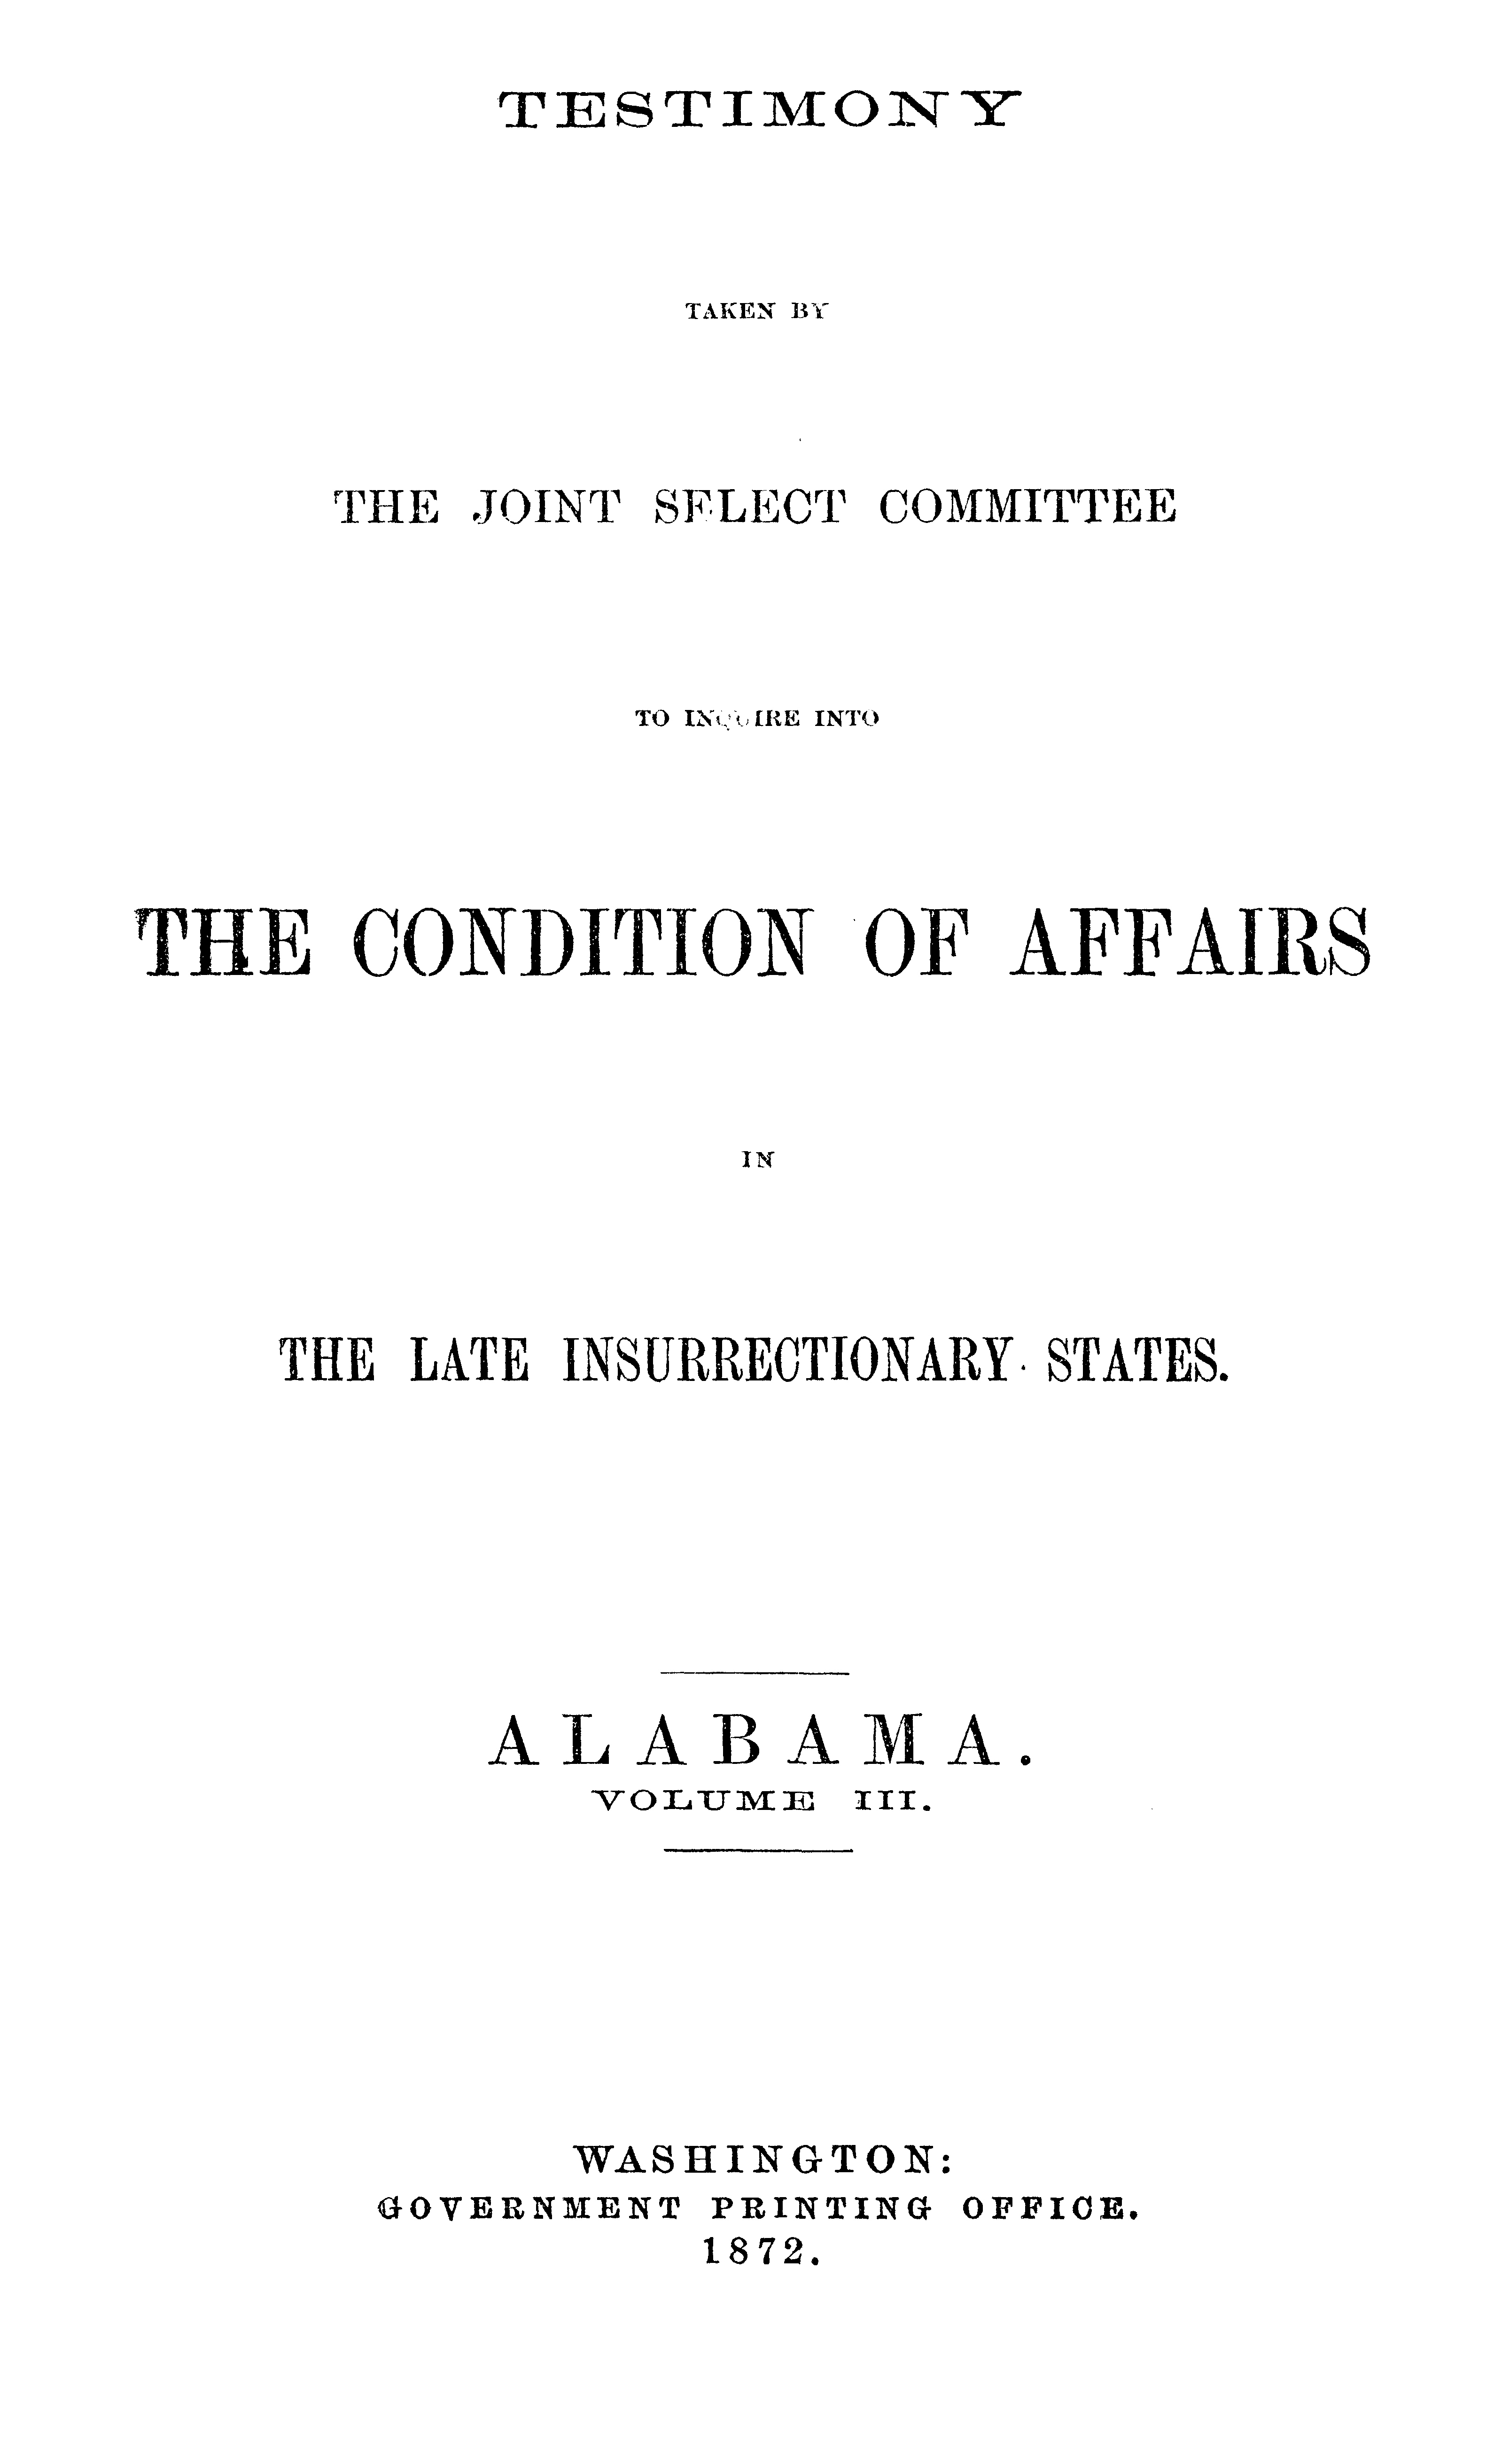 TESTIMONY
TAKEN BY
THE JOINT SELECT COMMITTEE
TO INQUIRE INTO
THE CONDITION OF AFFAIRS
IN
THE LATE INSURRECTIONARY STATES.
ALABAMA.
VOLUME III.
WASHINGTON:
GOVERNMENT PRINTING OFFICE.
1872.